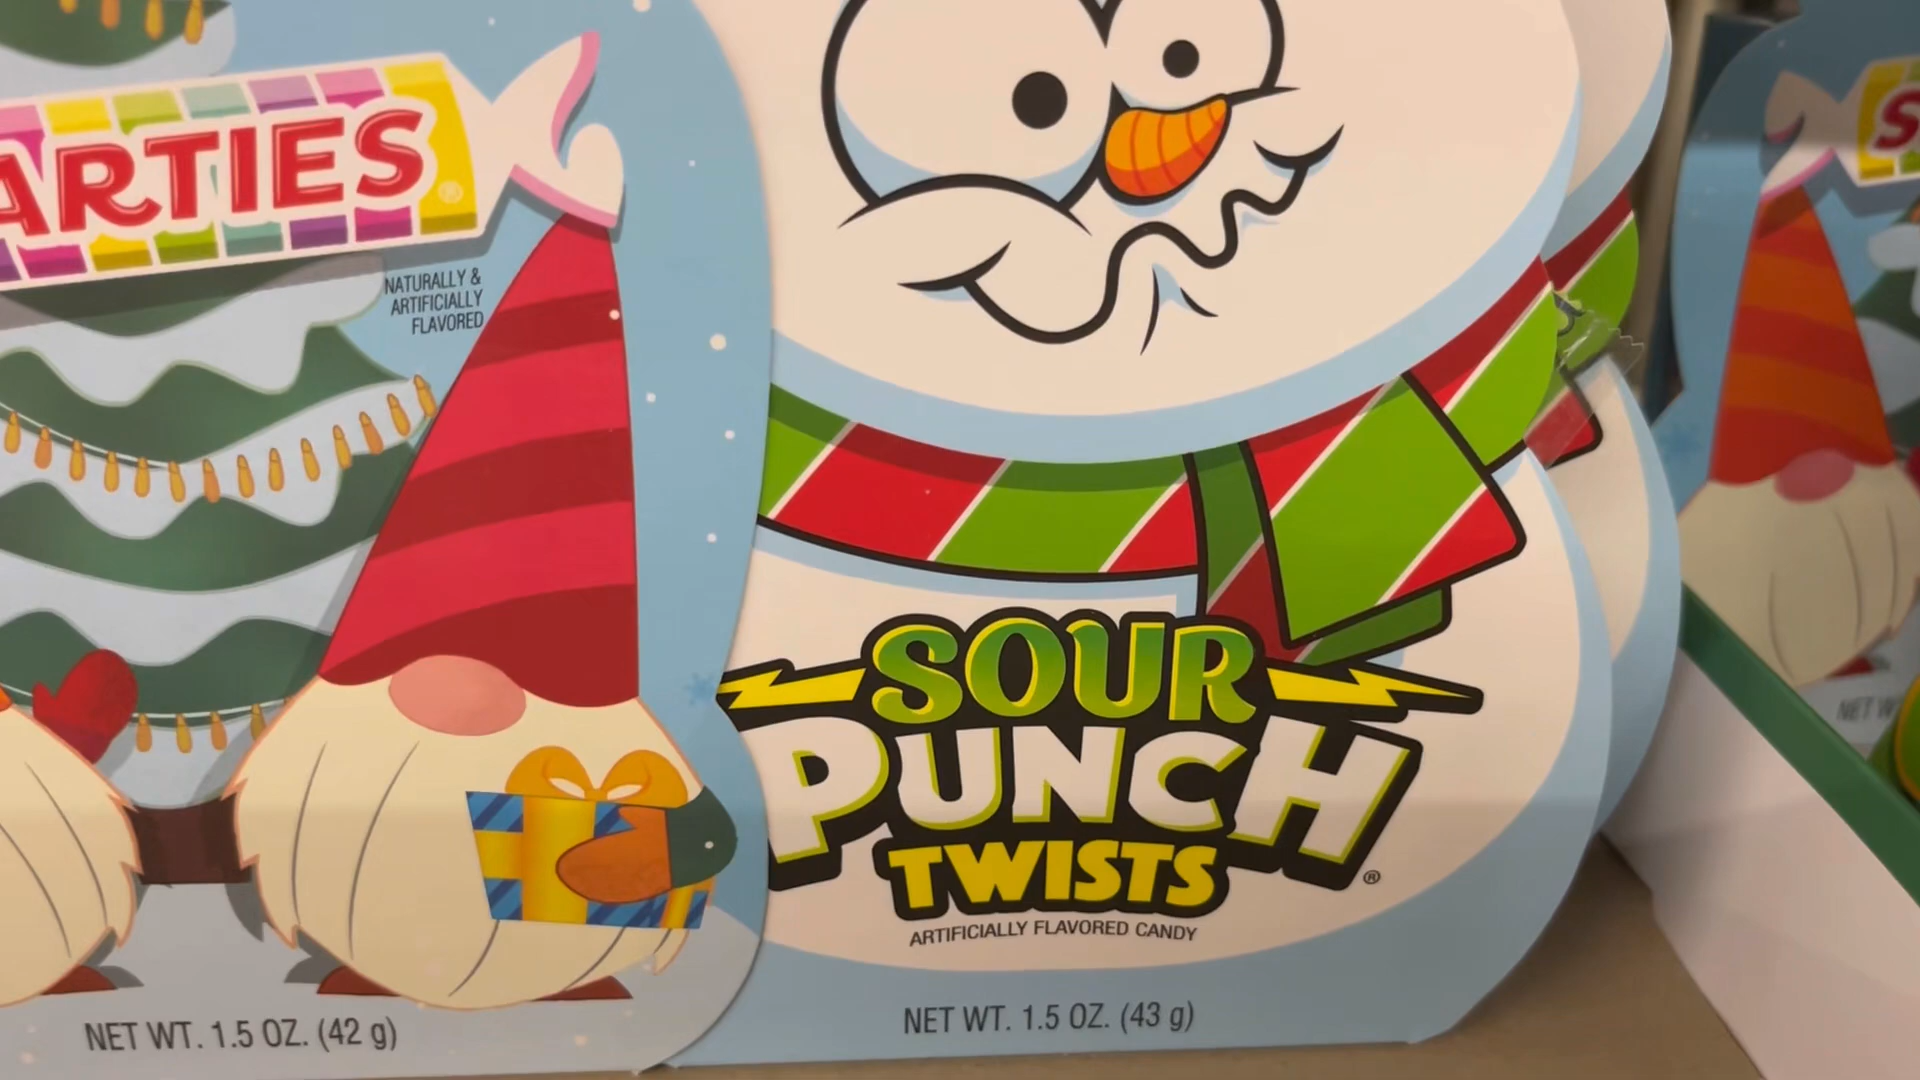 ARTIES®
NATURALLY &
ARTIFICIALLY
FLAVORED
NET WT. 1.5 OZ. (42 g)
SOUR
PUNCH®
TWISTS
ARTIFICIALLY FLAVORED CANDY
NET WT. 1.5 OZ. (43 g)
S
NET W